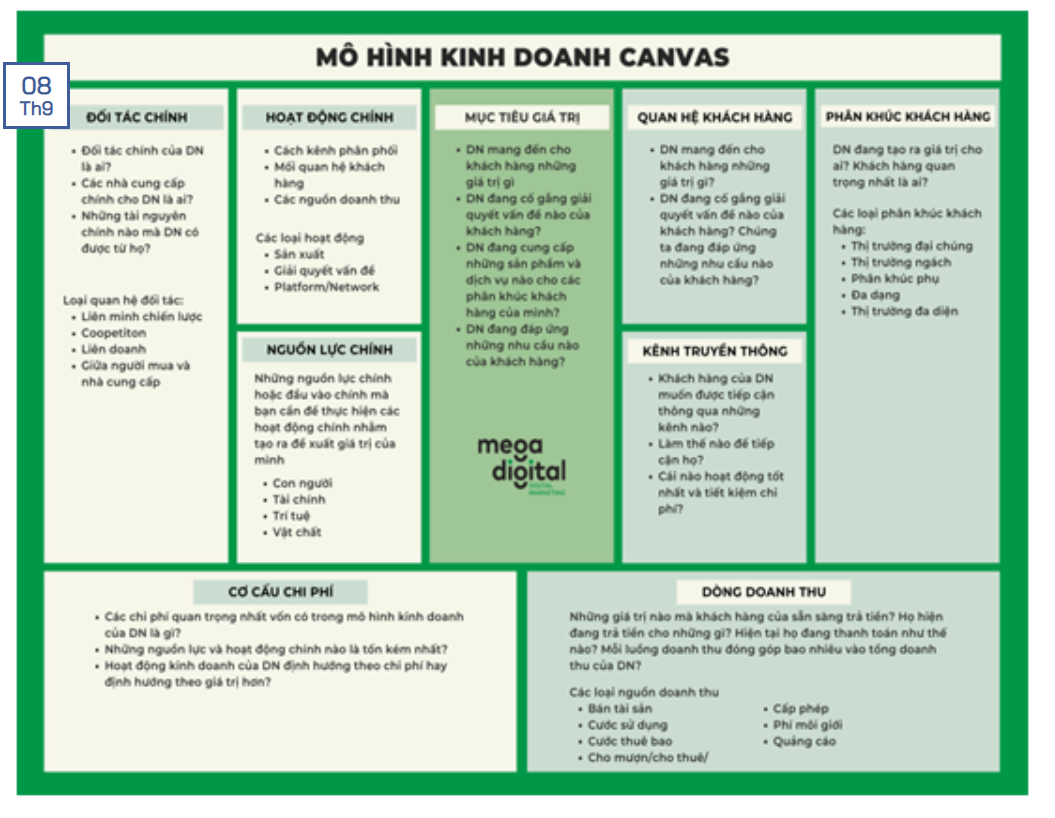 MÔ HÌNH KINH DOANH CANVAS
08
Th9
ĐỐI TÁC CHÍNH
• Đối tác chính của DN
là ai?
• Các nhà cung cấp
chính cho DN là ai?
• Những tài nguyên
chính nào mà DN có
được từ họ?
Loại quan hệ đối tác:
• Liên minh chiến lược
• Coopetiton
• Liên doanh
• Giữa người mua và
nhà cung cấp
HOẠT ĐỘNG CHÍNH
• Cách kênh phân phối
• Mối quan hệ khách
hàng
• Các nguồn doanh thu
Các loại hoạt động
• Sản xuất
• Giải quyết vấn đề
• Platform/Network
NGUỒN LỰC CHÍNH
Những nguồn lực chính
hoặc đầu vào chính mà
bạn cần để thực hiện các
hoạt động chính nhằm
tạo ra đề xuất giá trị của
mình
• Con người
• Tài chính
• Trí tuệ
• Vật chất
MỤC TIÊU GIÁ TRỊ
• DN mang đến cho
khách hàng những
giá trị gì
• DN đang cố gắng giải
quyết vấn đề nào của
khách hàng?
• DN đang cung cấp
những sản phẩm và
dịch vụ nào cho các
phân khúc khách
hàng của mình?
• DN đang đáp ứng
những nhu cầu nào
của khách hàng?
mega
digital
DIGITAL
MARKETING
QUAN HỆ KHÁCH HÀNG
• DN mang đến cho
khách hàng những
giá trị gì?
• DN đang cố gắng giải
quyết vấn đề nào của
khách hàng? Chúng
ta đang đáp ứng
những nhu cầu nào
của khách hàng?
KÊNH TRUYỀN THÔNG
• Khách hàng của DN
muốn được tiếp cận
thông qua những
kênh nào?
• Làm thế nào để tiếp
cận họ?
• Cái nào hoạt động tốt
nhất và tiết kiệm chi
phí?
PHÂN KHÚC KHÁCH HÀNG
DN đang tạo ra giá trị cho
ai? Khách hàng quan
trọng nhất là ai?
Các loại phân khúc khách
hàng:
• Thị trường đại chúng
• Thị trường ngách
• Phân khúc phụ
• Đa dạng
• Thị trường đa diện
CƠ CẤU CHI PHÍ
• Các chi phí quan trọng nhất vốn có trong mô hình kinh doanh
của DN là gì?
• Những nguồn lực và hoạt động chính nào là tốn kém nhất?
• Hoạt động kinh doanh của DN định hướng theo chi phí hay
định hướng theo giá trị hơn?
DÒNG DOANH THU
Những giá trị nào mà khách hàng của sẵn sàng trả tiền? Họ hiện
đang trả tiền cho những gì? Hiện tại họ đang thanh toán như thế
nào? Mỗi luồng doanh thu đóng góp bao nhiêu vào tổng doanh
thu của DN?
Các loại nguồn doanh thu
• Bán tài sản
• Cước sử dụng
• Cước thuê bao
• Cho mượn/cho thuê/
• Cấp phép
• Phí môi giới
• Quảng cáo